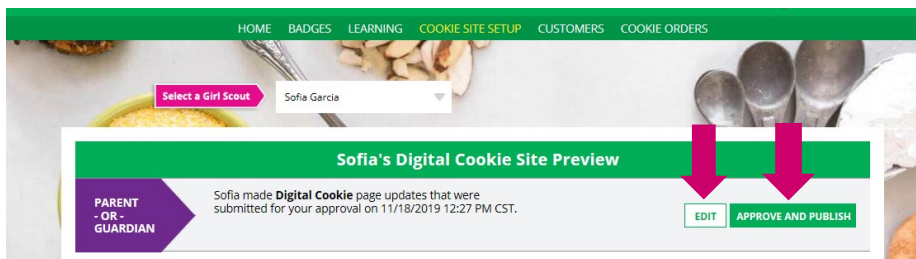 HOME BADGES LEARNING COOKIE SITE SETUP CUSTOMERS COOKIE ORDERS
Select a Girl Scout Sofia Garcia
Sofia's Digital Cookie Site Preview
PARENT
- OR -
GUARDIAN
Sofia made Digital Cookie page updates that were
submitted for your approval on 11/18/2019 12:27 PM CST.
EDIT APPROVE AND PUBLISH